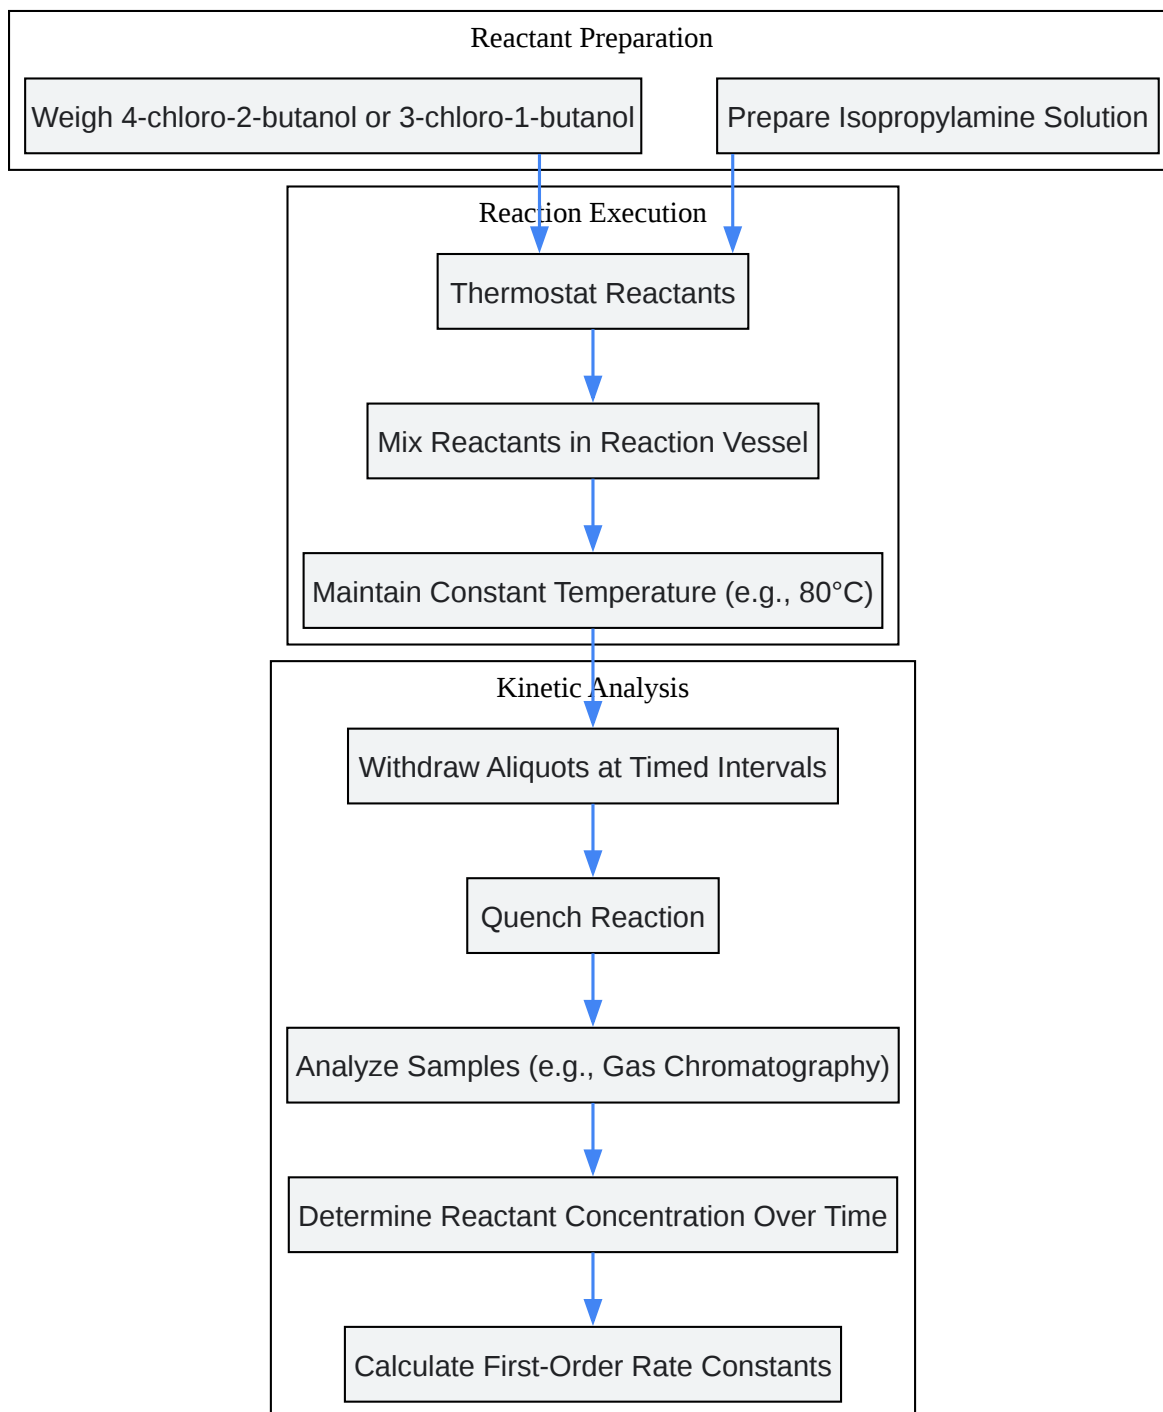 Reactant Preparation
Weigh 4-chloro-2-butanol or 3-chloro-1-butanol
Prepare Isopropylamine Solution
Reaction Execution
Thermostat Reactants
Mix Reactants in Reaction Vessel
Maintain Constant Temperature (e.g., 80°C)
Kinetic Analysis
Withdraw Aliquots at Timed Intervals
Quench Reaction
Analyze Samples (e.g., Gas Chromatography)
Determine Reactant Concentration Over Time
Calculate First-Order Rate Constants